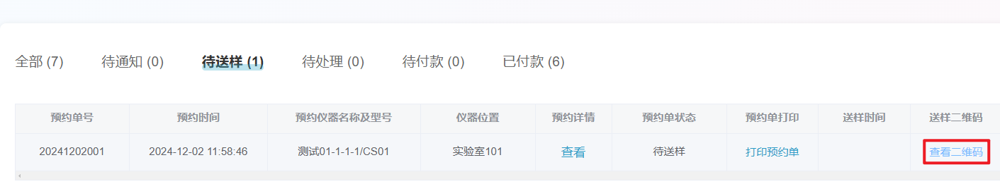 全部 (7) 待通知 (0) 待送样 (1) 待处理 (0) 待付款 (0) 已付款 (6)
预约单号 预约时间 预约仪器名称及型号 仪器位置 预约详情 预约单状态 预约单打印 送样时间 送样二维码
20241202001 2024-12-02 11:58:46 测试01-1-1-1/CS01 实验室101 查看 待送样 打印预约单 查看二维码